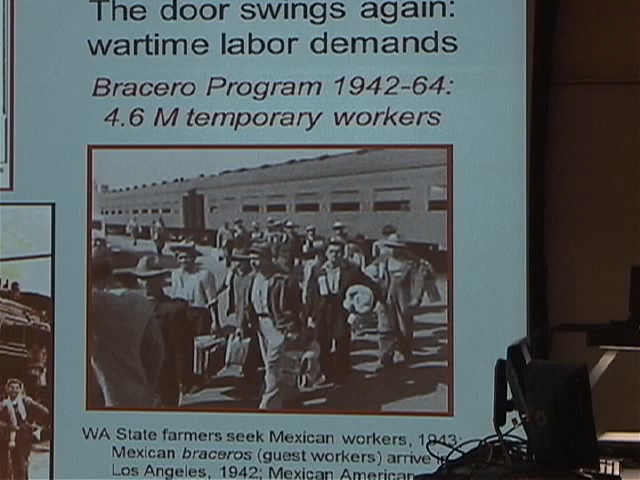 The door swings again:
wartime labor demands
Bracero Program 1942-64:
4.6 M temporary workers
WA State farmers seek Mexican workers, 1943;
Mexican braceros (guest workers) arrive
Los Angeles, 1942; Mexican American